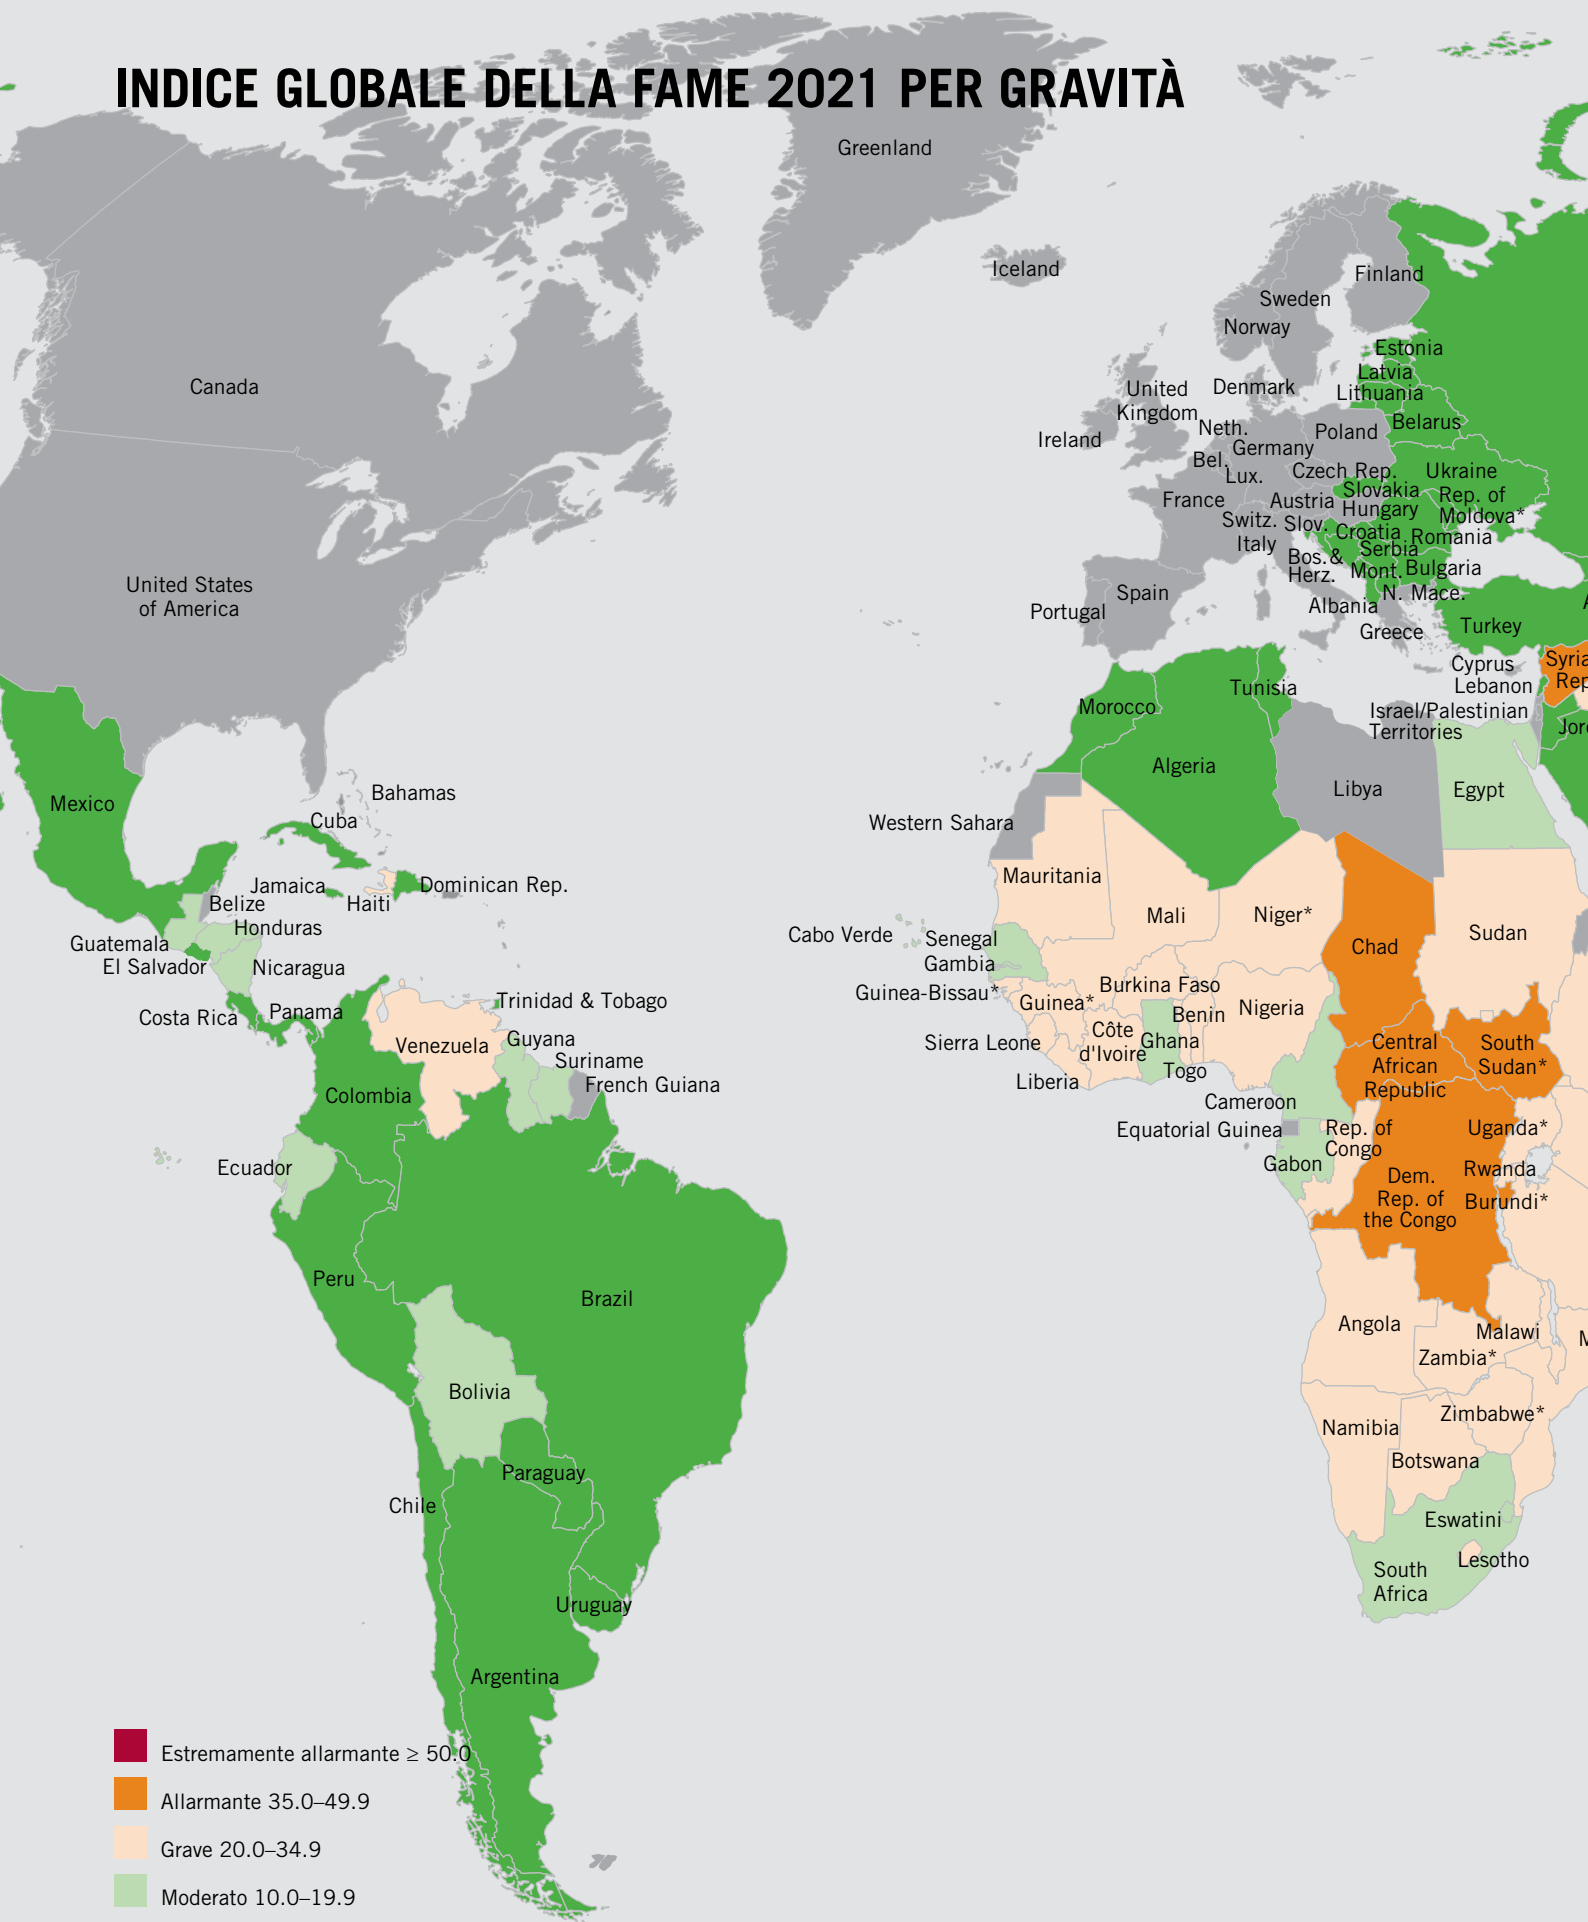 INDICE GLOBALE DELLA FAME 2021 PER GRAVITÀ
Greenland
Iceland
Finland
Sweden
Norway
Estonia
Latvia
Lithuania
Canada
United
Kingdom
Denmark
Ireland
Neth.
Poland
Belarus
Germany
Bel.
Lux.
Czech Rep.
Ukraine
Slovakia
France
Austria
Hungary
Rep. of
Moldova*
Switz.
Slov.
Croatia
Romania
Italy
Serbia
Bos.&
Herz.
Mont.
Bulgaria
United States
of America
Spain
N. Mace.
Portugal
Albania
Greece
Turkey
Cyprus
Syria
Rep
Lebanon
Tunisia
Morocco
Israel/Palestinian
Territories
Jor
Algeria
Libya
Egypt
Mexico
Bahamas
Cuba
Western Sahara
Jamaica
Haiti
Dominican Rep.
Belize
Honduras
Guatemala
El Salvador
Nicaragua
Mauritania
Mali
Niger*
Chad
Sudan
Cabo Verde
Senegal
Gambia
Guinea-Bissau*
Guinea*
Burkina Faso
Benin
Nigeria
Costa Rica
Panama
Trinidad & Tobago
Venezuela
Guyana
Suriname
French Guiana
Colombia
Sierra Leone
Côte
d'Ivoire
Ghana
Togo
Liberia
Central
African
Republic
South
Sudan*
Cameroon
Equatorial Guinea
Rep. of
Congo
Uganda*
Ecuador
Gabon
Rwanda
Dem.
Rep. of
the Congo
Burundi*
Peru
Brazil
Angola
Malawi
M
Zambia*
Bolivia
Zimbabwe*
Namibia
Botswana
Paraguay
Chile
Eswatini
Lesotho
South
Africa
Uruguay
Argentina
Estremamente allarmante ≥ 50.0
Allarmante 35.0–49.9
Grave 20.0–34.9
Moderato 10.0–19.9